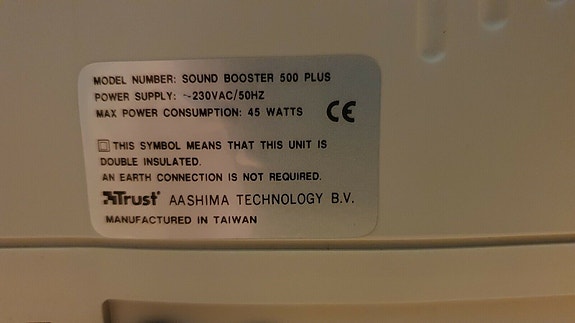 MODEL NUMBER: SOUND BOOSTER 500 PLUS
POWER SUPPLY: ~230VAC/50HZ
MAX POWER CONSUMPTION: 45 WATTS CE
THIS SYMBOL MEANS THAT THIS UNIT IS
DOUBLE INSULATED.
AN EARTH CONNECTION IS NOT REQUIRED.
Trust AASHIMA TECHNOLOGY B.V.
MANUFACTURED IN TAIWAN